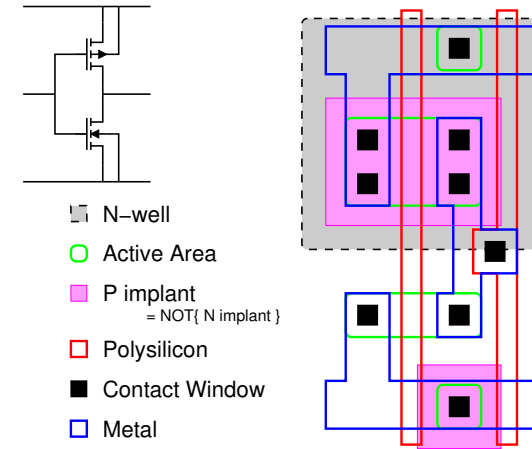 N−well
Active Area
P implant
= NOT{ N implant }
Polysilicon
Contact Window
Metal